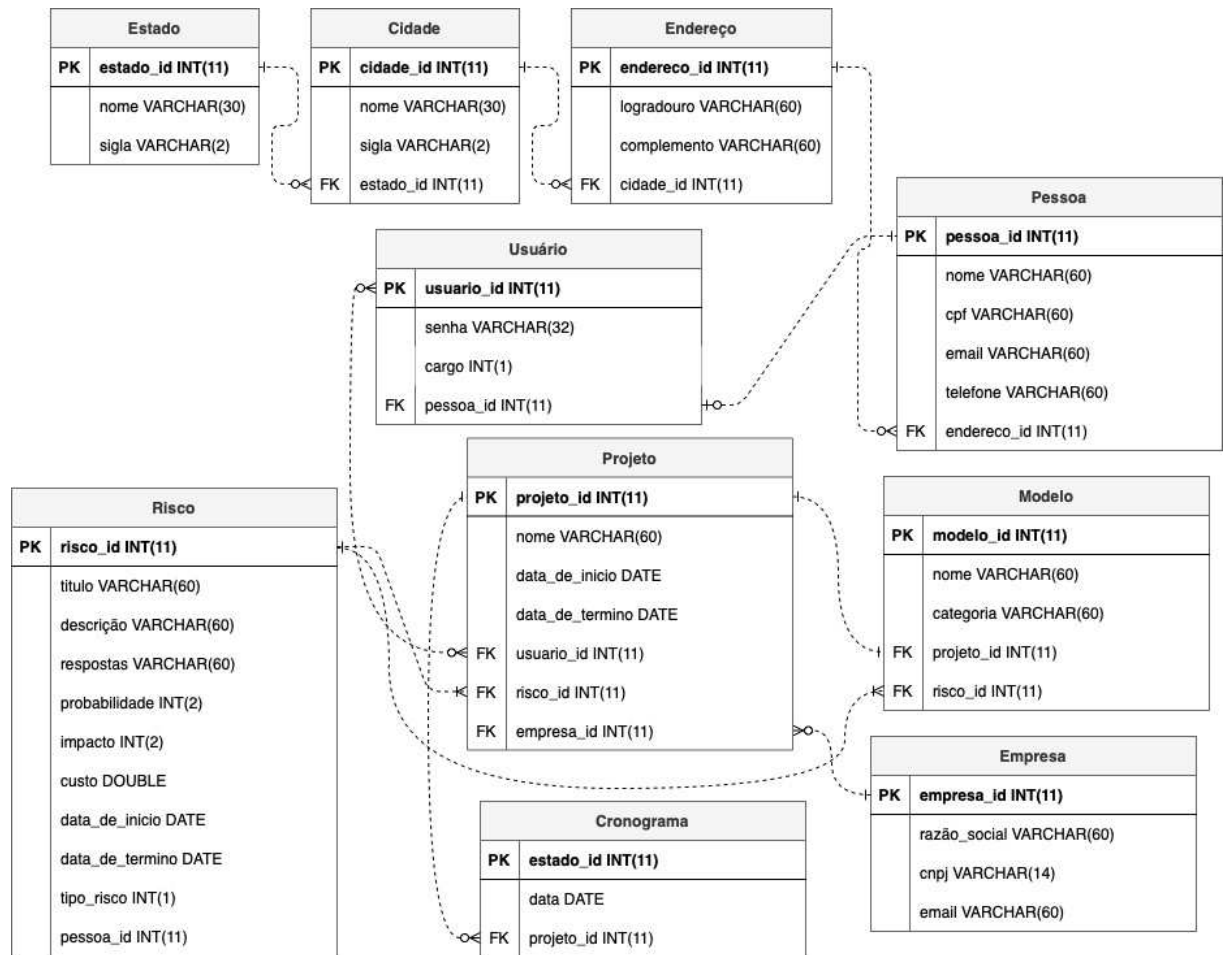 Estado
PK estado_id INT(11)
nome VARCHAR(30)
sigla VARCHAR(2)
Cidade
PK cidade_id INT(11)
nome VARCHAR(30)
sigla VARCHAR(2)
FK estado_id INT(11)
Endereço
PK endereco_id INT(11)
logradouro VARCHAR(60)
complemento VARCHAR(60)
FK cidade_id INT(11)
Pessoa
PK pessoa_id INT(11)
nome VARCHAR(60)
cpf VARCHAR(60)
email VARCHAR(60)
telefone VARCHAR(60)
FK endereco_id INT(11)
Usuário
PK usuario_id INT(11)
senha VARCHAR(32)
cargo INT(1)
FK pessoa_id INT(11)
Projeto
PK projeto_id INT(11)
nome VARCHAR(60)
data_de_inicio DATE
data_de_termino DATE
FK usuario_id INT(11)
FK risco_id INT(11)
FK empresa_id INT(11)
Modelo
PK modelo_id INT(11)
nome VARCHAR(60)
categoria VARCHAR(60)
FK projeto_id INT(11)
FK risco_id INT(11)
Risco
PK risco_id INT(11)
titulo VARCHAR(60)
descrição VARCHAR(60)
respostas VARCHAR(60)
probabilidade INT(2)
impacto INT(2)
custo DOUBLE
data_de_inicio DATE
data_de_termino DATE
tipo_risco INT(1)
pessoa_id INT(11)
Empresa
PK empresa_id INT(11)
razão_social VARCHAR(60)
cnpj VARCHAR(14)
email VARCHAR(60)
Cronograma
PK estado_id INT(11)
data DATE
FK projeto_id INT(11)